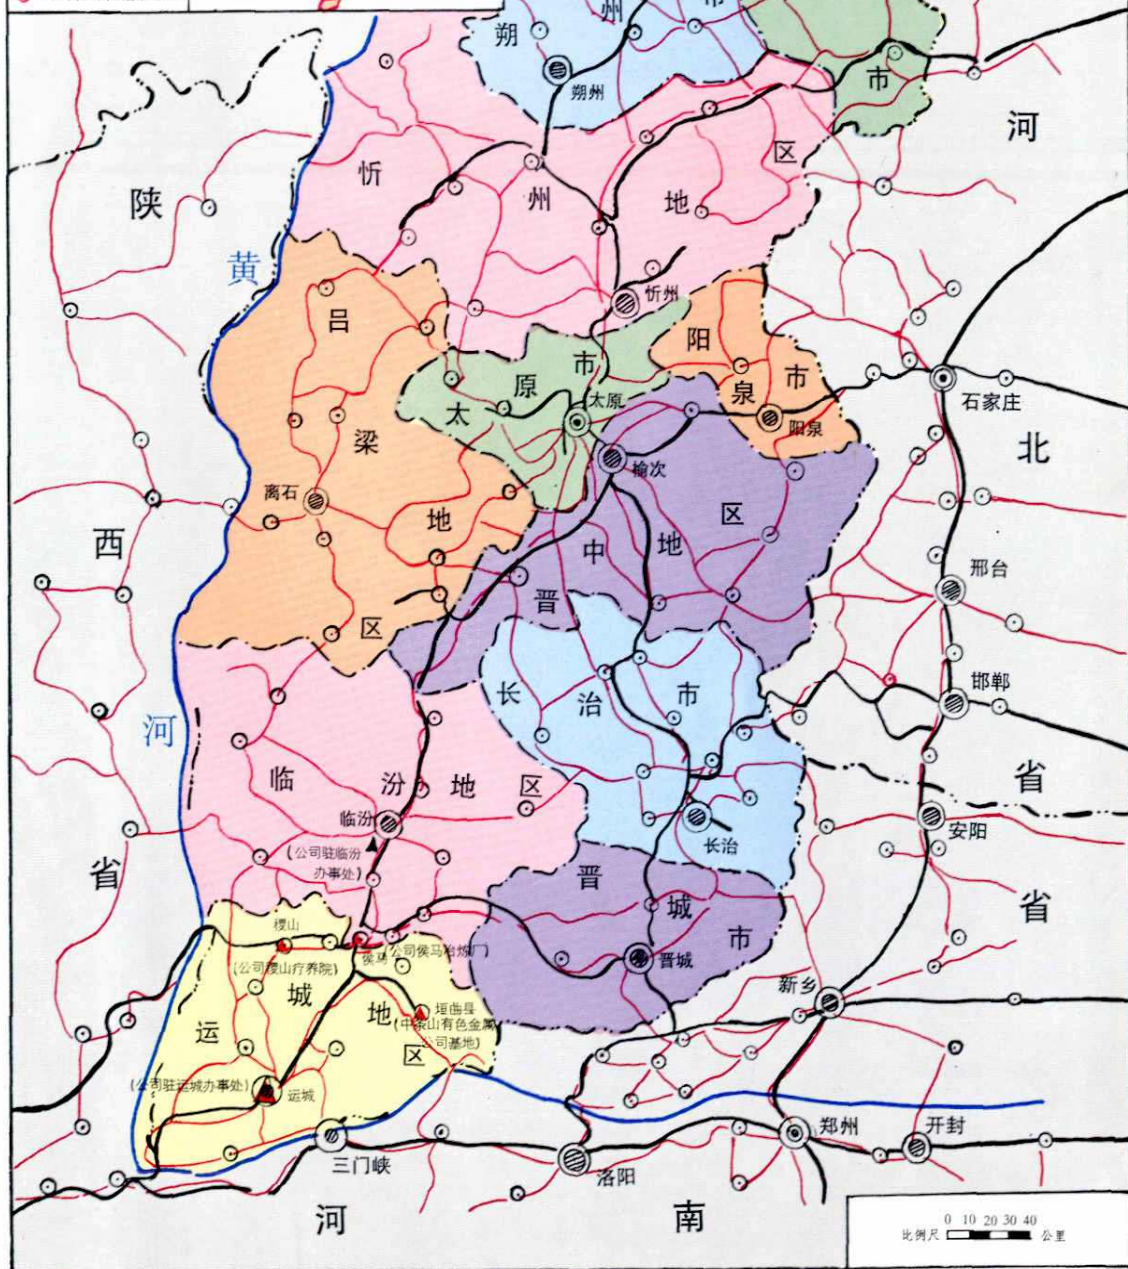 州
市
朔
朔州
市
河
区
忻
州
地
陕
黄
忻州
吕
阳
市
原
市
太
太原
泉
阳泉
石家庄
梁
榆次
北
离石
地
区
中
地
西
晋
邢台
区
长
治
市
邯郸
河
临
汾
地
区
省
临汾
安阳
(公司驻临汾
办事处)
长治
省
晋
城
市
省
稷山
侯马
(公司侯马冶炼厂)
(公司稷山疗养院)
晋城
新乡
城
地
垣曲县
(中条山有色金属
公司基地)
运
区
(公司驻运城办事处)
运城
三门峡
洛阳
郑州
开封
河
南
0 10 20 30 40
比例尺
公里